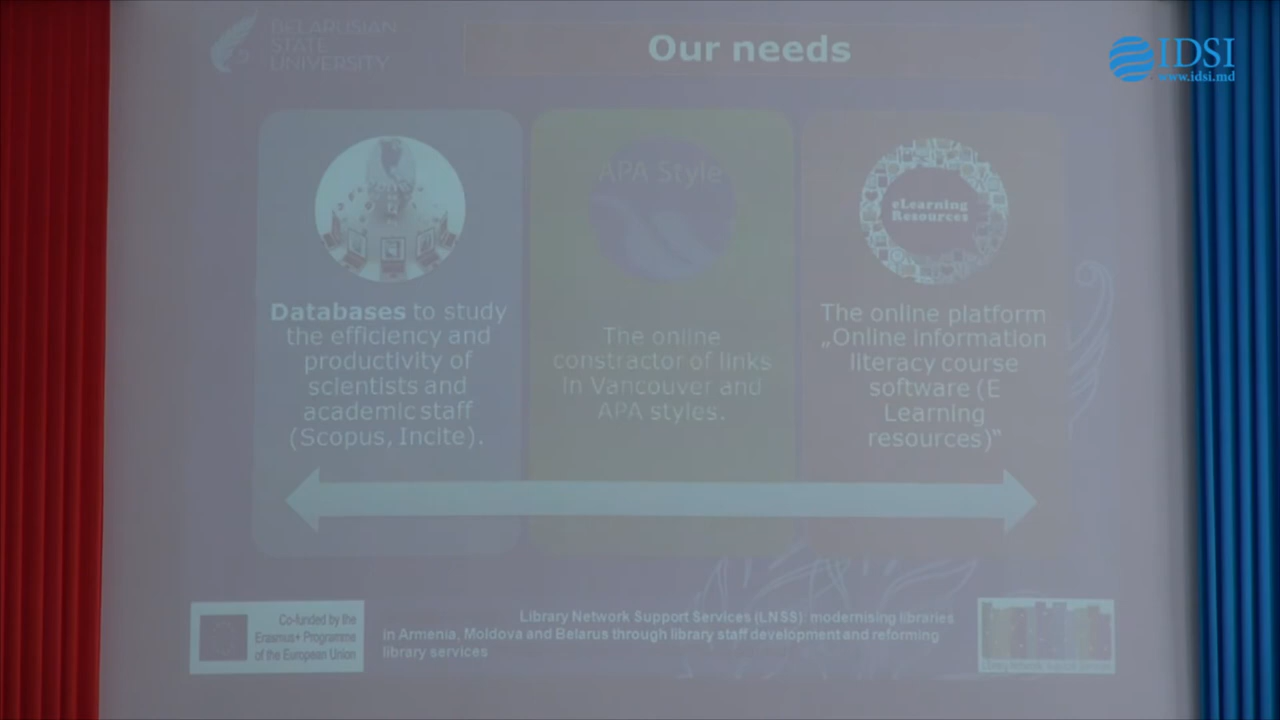 BELARUSIAN
STATE
UNIVERSITY
Our needs
IDSI
www.idsi.md
APA Style
eLearning
Resources
Databases to study
the efficiency and
productivity of
scientists and
academic staff
(Scopus, Incite).
The online
constractor of links
in Vancouver and
APA styles.
The online platform
„Online information
literacy course
software (E
Learning
resources)“
Co-funded by the
Erasmus+ Programme
of the European Union
Library Network Support Services (LNSS): modernising libraries
in Armenia, Moldova and Belarus through library staff development and reforming
library services